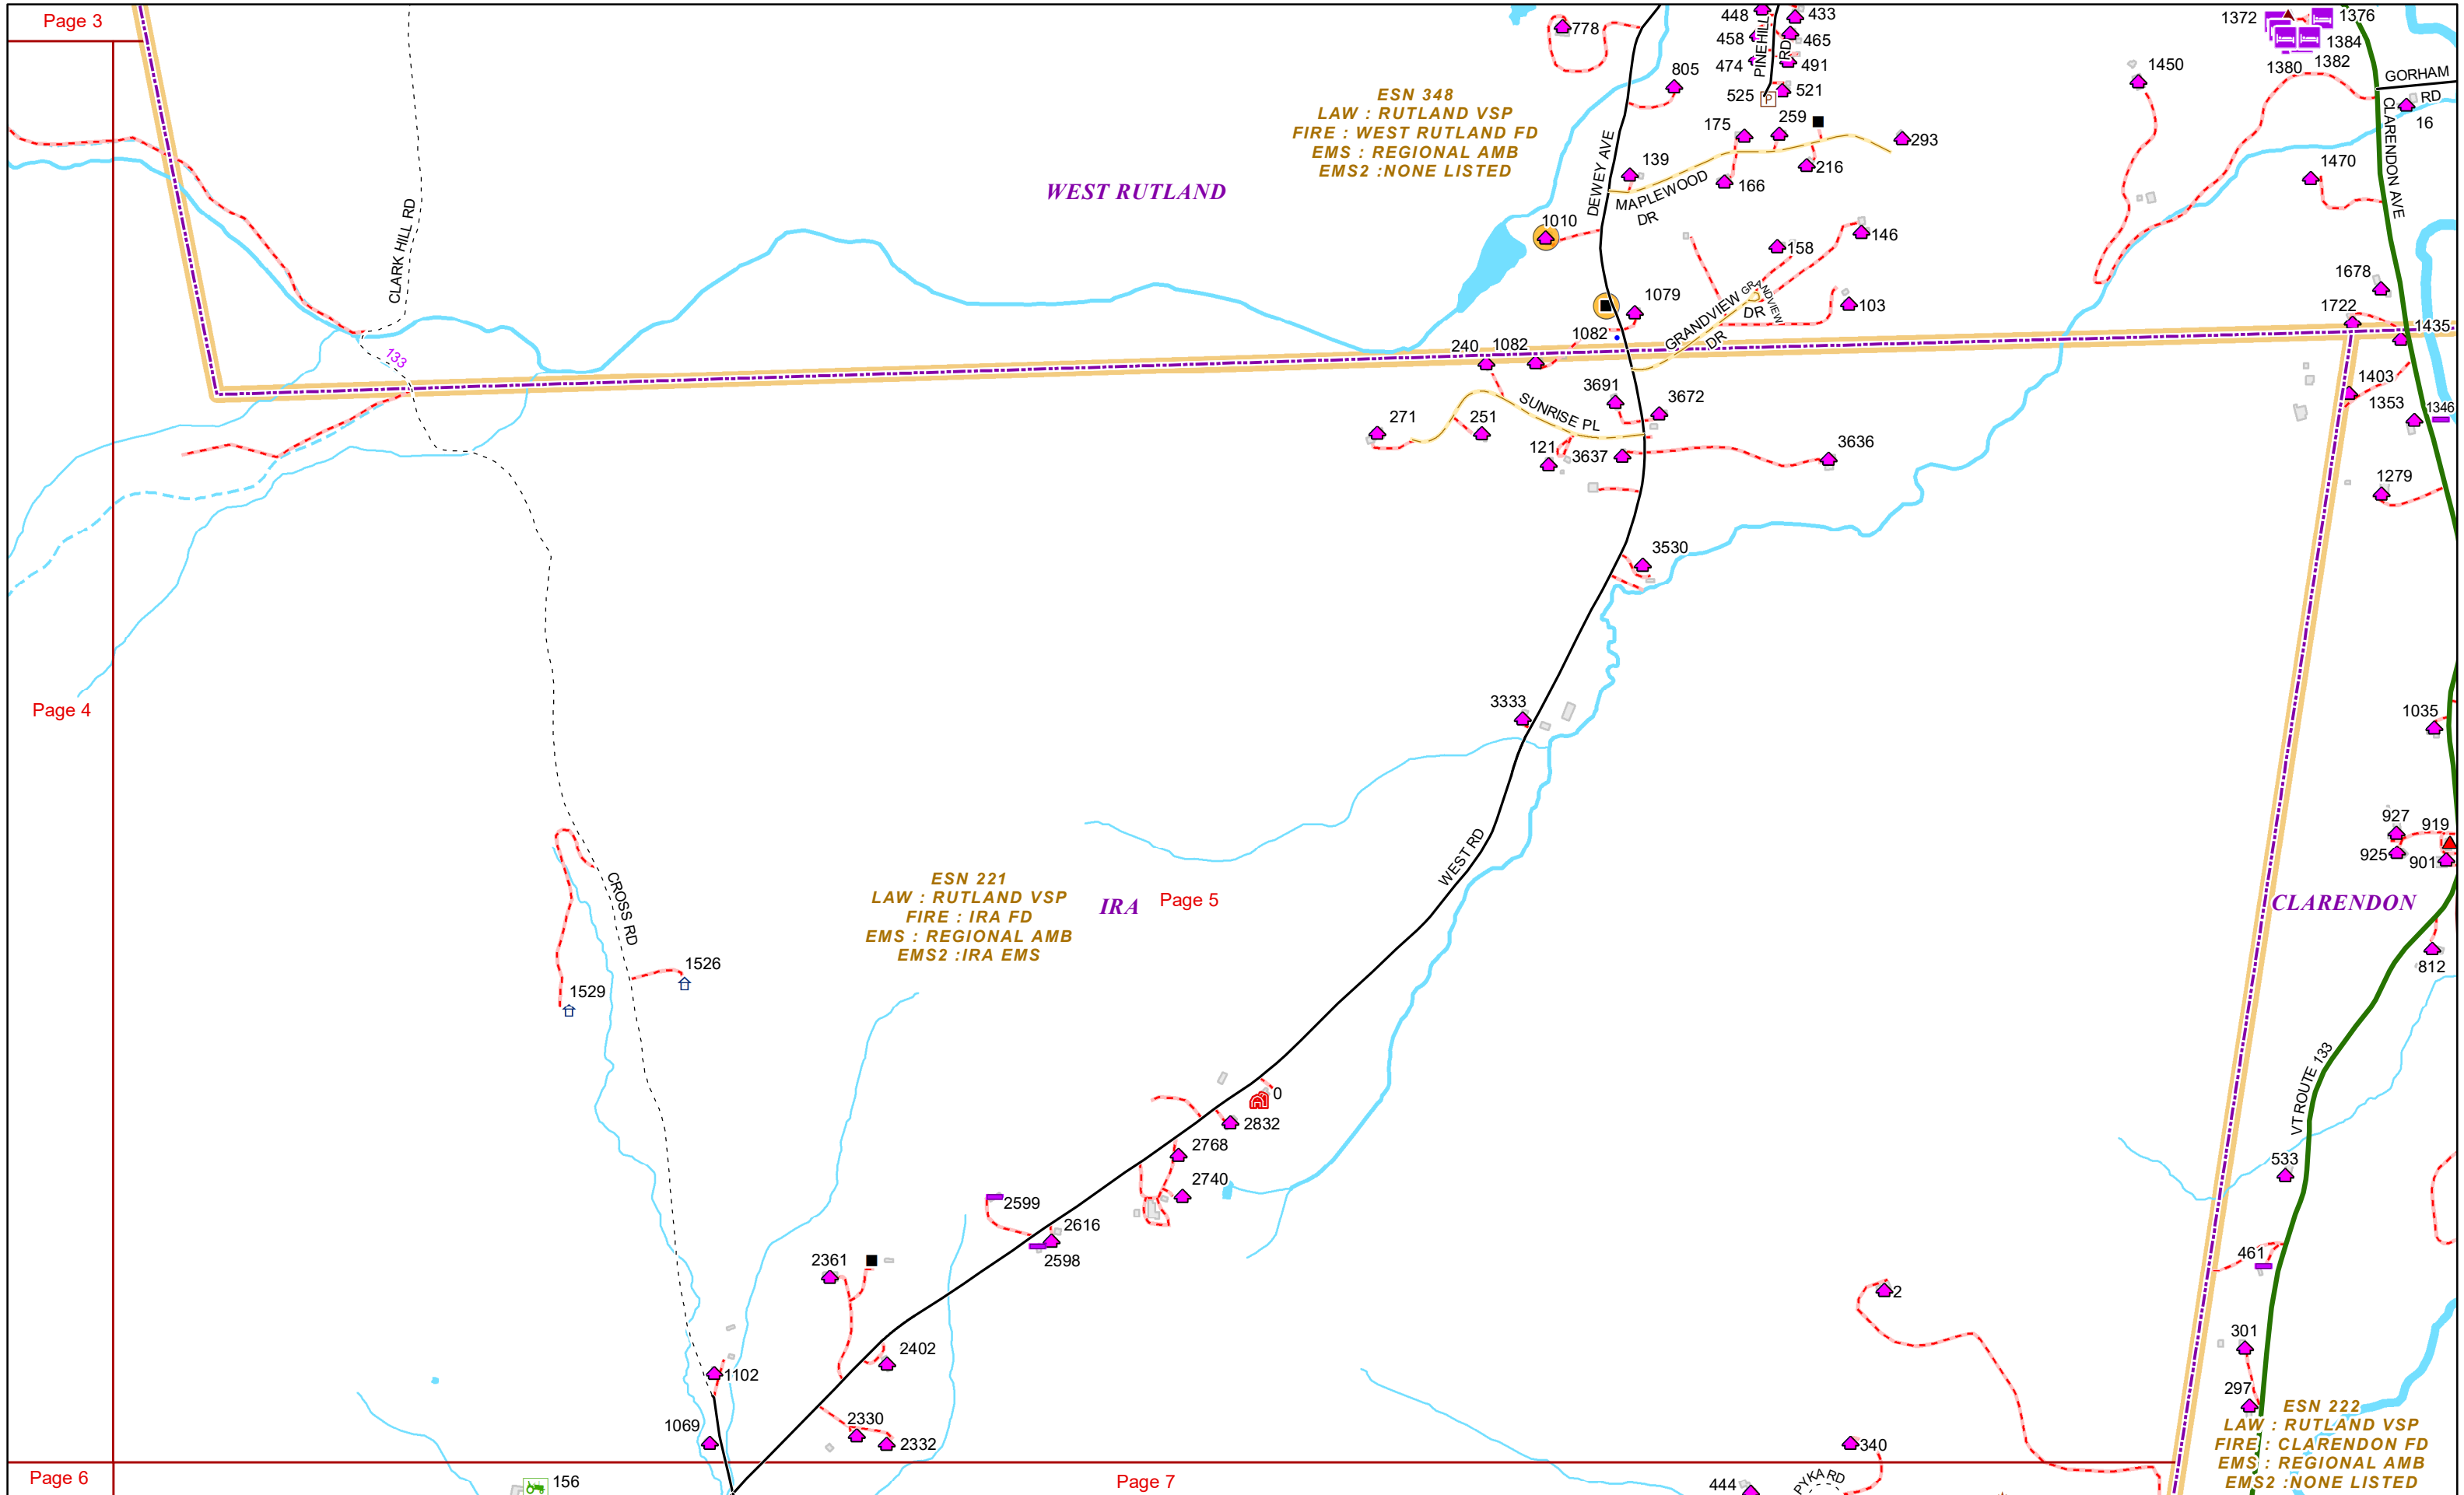 Page 3
448
433
778
458
465
474
491
PINEHILL
RD
805
525
521
1372
1376
1384
1382
1380
1450
GORHAM
RD
16
CLARENDON AVE
1470
ESN 348
LAW : RUTLAND VSP
FIRE : WEST RUTLAND FD
EMS : REGIONAL AMB
EMS2 :NONE LISTED
WEST RUTLAND
DEWEY AVE
175
259
293
139
166
216
MAPLEWOOD
DR
1010
158
146
CLARK HILL RD
133
1079
1082
GRANDVIEW
DR
GRANDVIEW
DR
103
1678
1722
1435
240
1082
3691
3672
SUNRISE PL
271
251
121
3637
3636
1403
1353
1346
1279
3530
Page 4
3333
1035
WEST RD
927
919
925
901
ESN 221
LAW : RUTLAND VSP
FIRE : IRA FD
EMS : REGIONAL AMB
EMS2 :IRA EMS
IRA
Page 5
CLARENDON
CROSS RD
1526
1529
812
VT ROUTE 133
0
2832
2768
2740
533
2599
2616
2598
2361
461
2
2402
301
1102
297
1069
2330
2332
340
ESN 222
LAW : RUTLAND VSP
FIRE : CLARENDON FD
EMS : REGIONAL AMB
EMS2 :NONE LISTED
Page 6
156
Page 7
444
PYKA RD